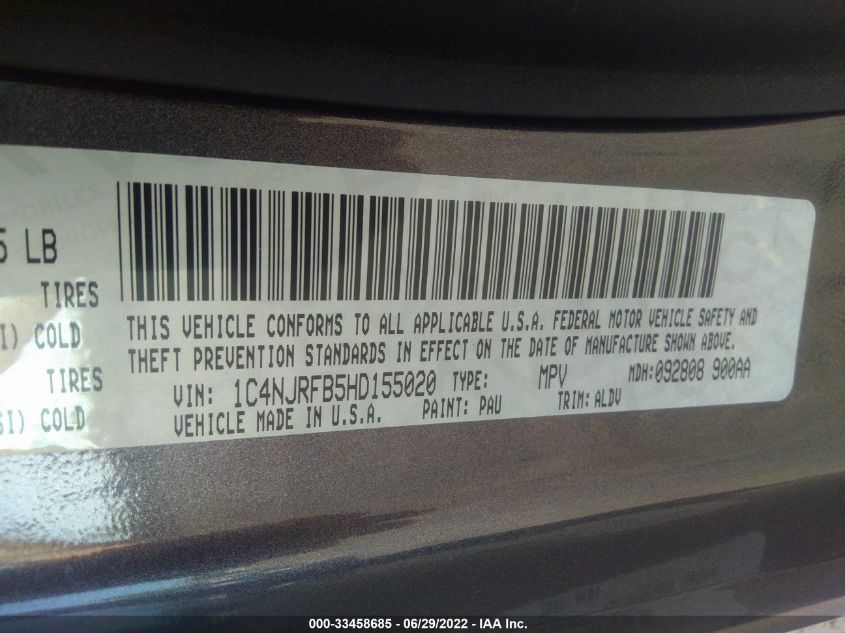 5 LB
TIRES
I) COLD
TIRES
SI) COLD
THIS VEHICLE CONFORMS TO ALL APPLICABLE U.S.A. FEDERAL MOTOR VEHICLE SAFETY AND
THEFT PREVENTION STANDARDS IN EFFECT ON THE DATE OF MANUFACTURE SHOWN ABOVE.
VIN: 1C4NJRFB5HD155020 TYPE: MPV MDH:092808 900AA
VEHICLE MADE IN U.S.A. PAINT: PAU TRIM: ALDV
000-33458685 - 06/29/2022 - IAA Inc.